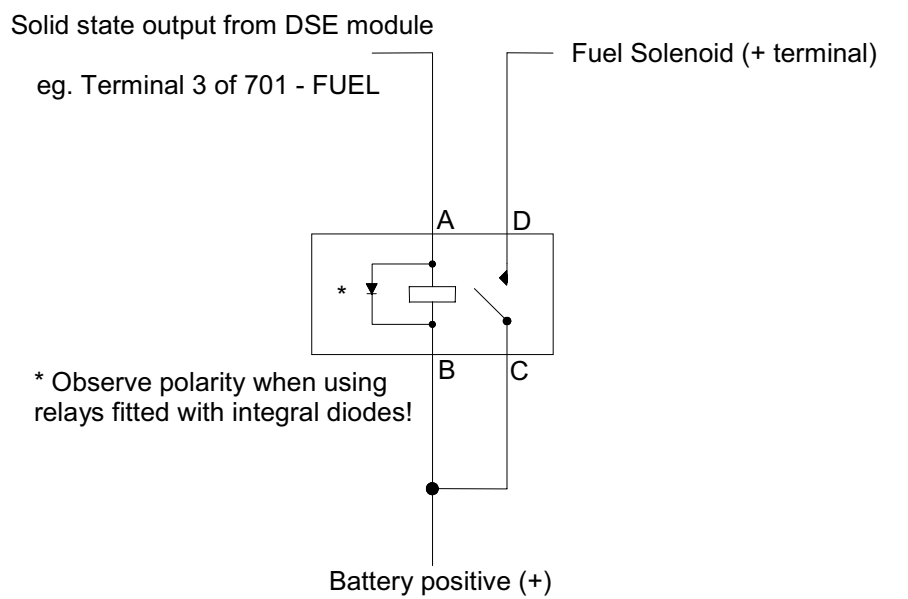 Solid state output from DSE module
eg. Terminal 3 of 701 - FUEL
Fuel Solenoid (+ terminal)
A
D
*
B
C
* Observe polarity when using
relays fitted with integral diodes!
Battery positive (+)